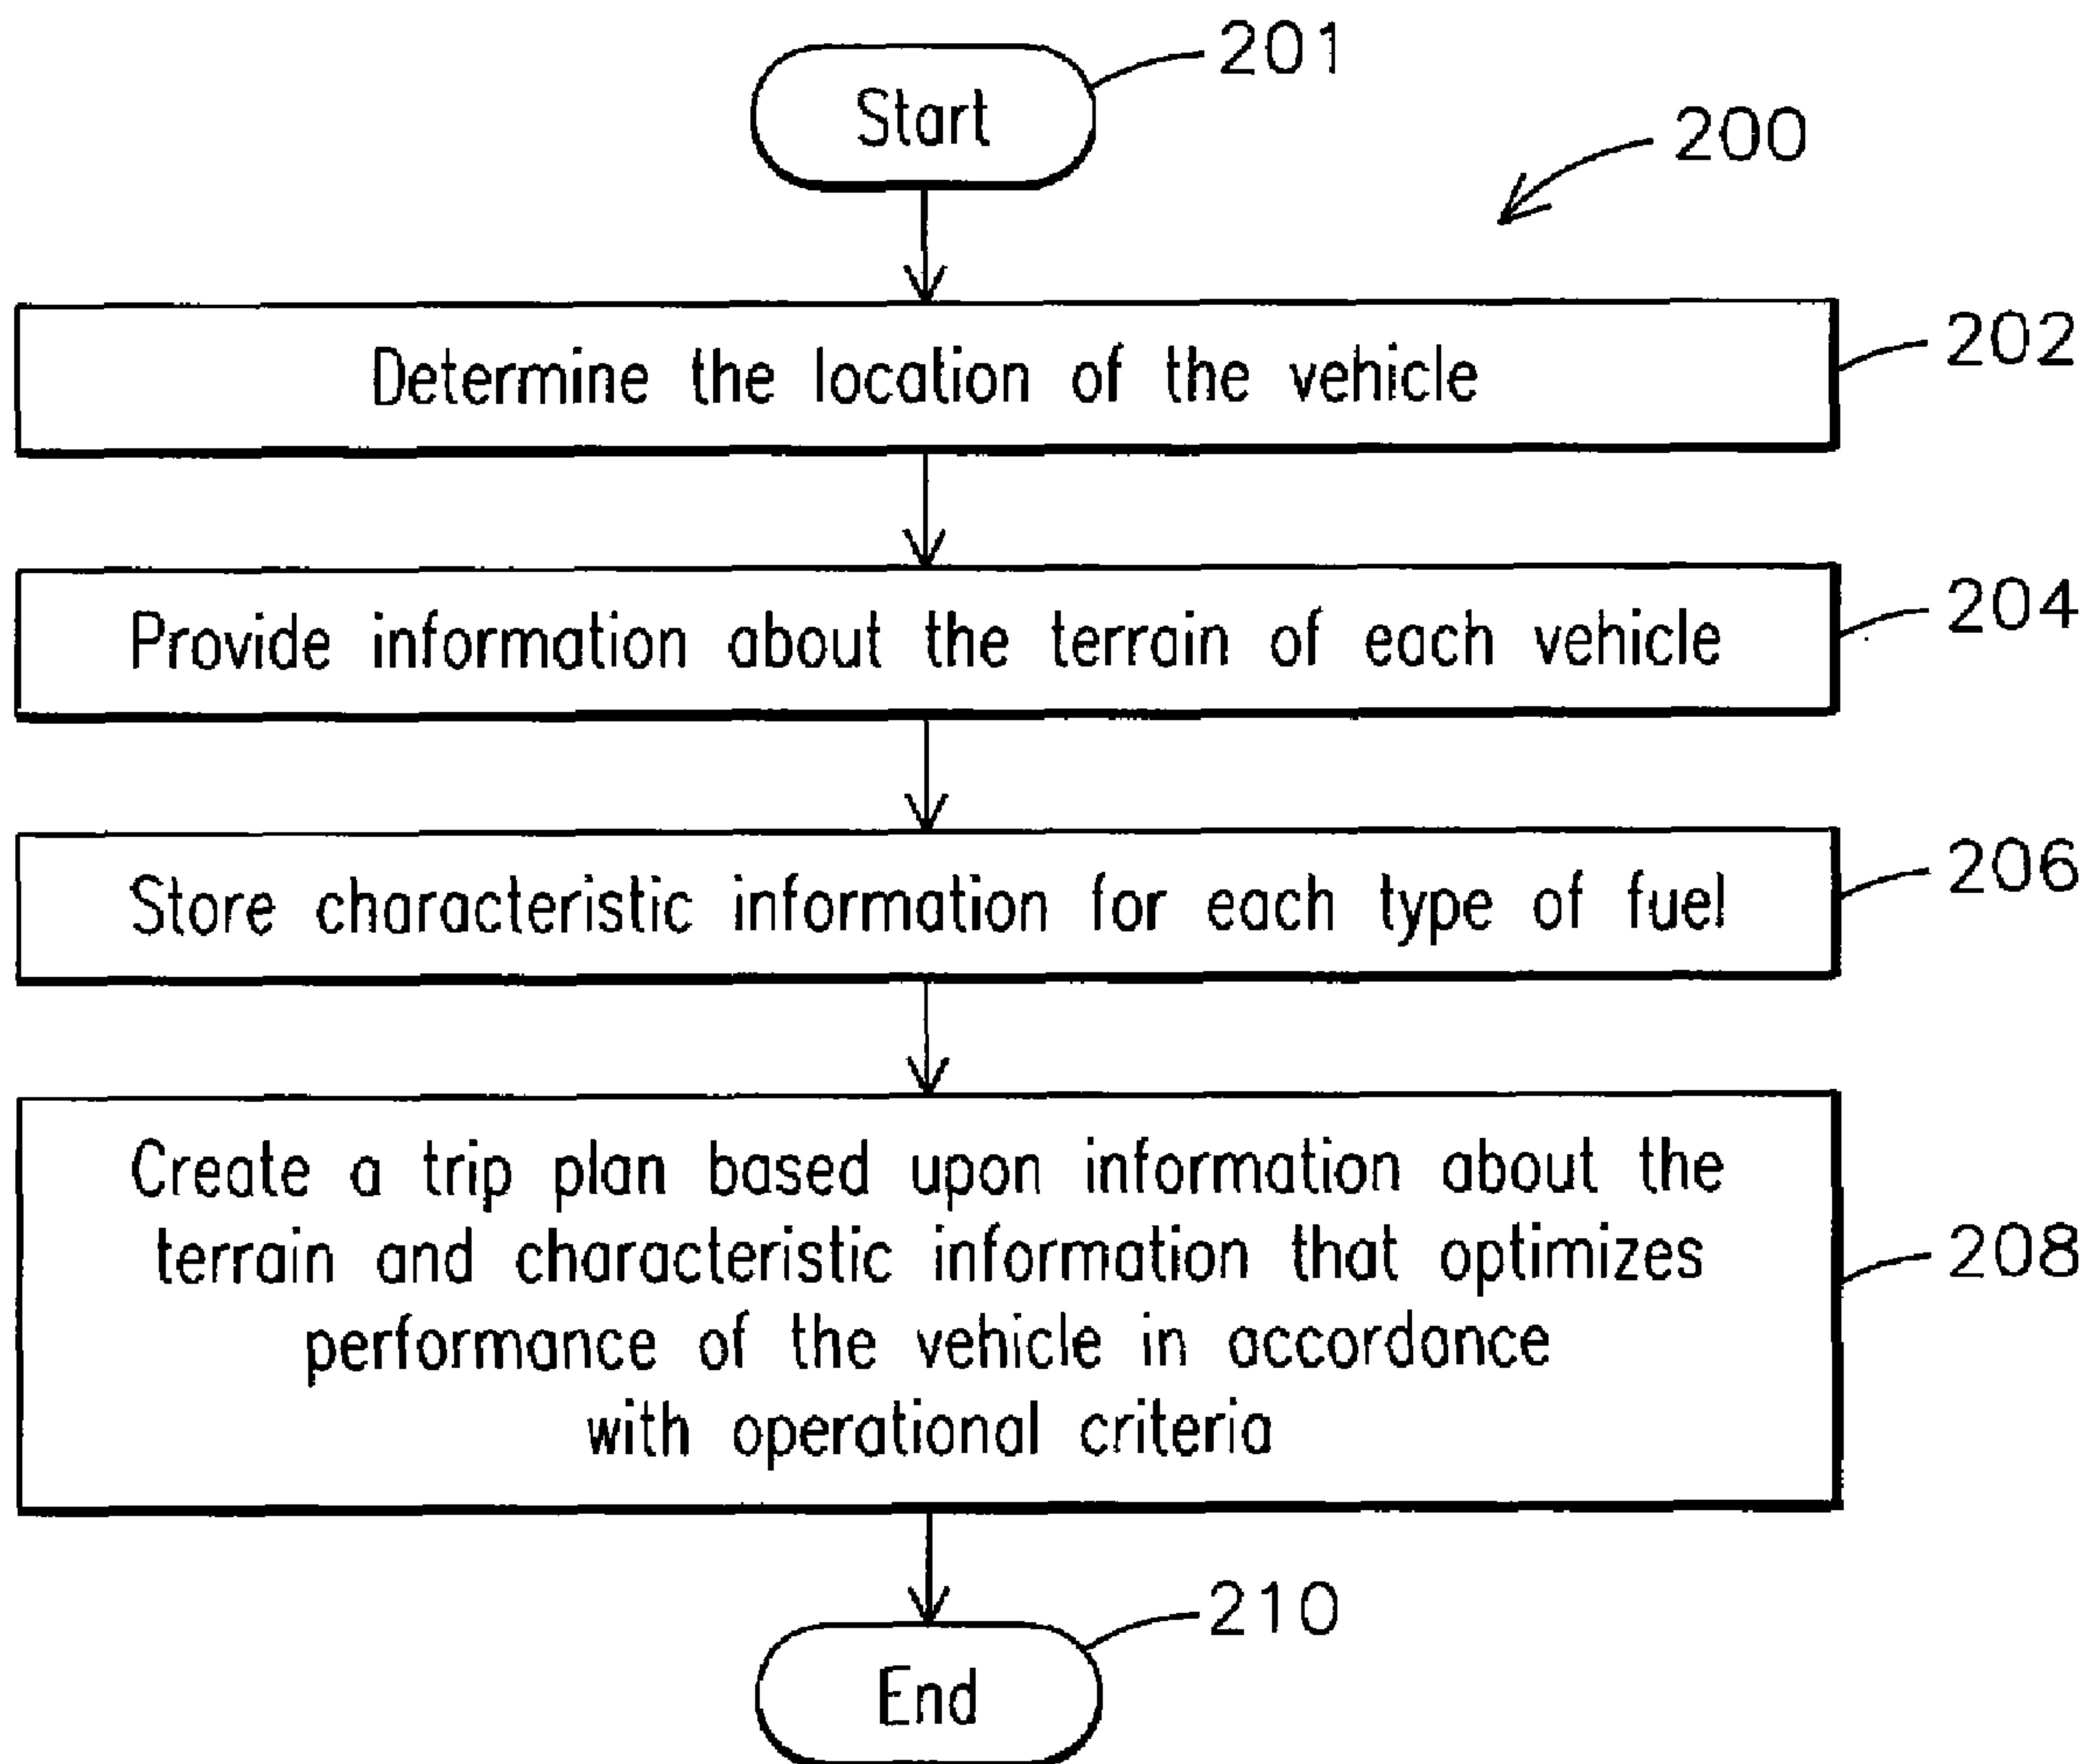 Start
201
200
Determine the location of the vehicle
202
Provide information about the terrain of each vehicle
204
Store characteristic information for each type of fuel
206
Create a trip plan based upon information about the
terrain and characteristic information that optimizes
performance of the vehicle in accordance
with operational criteria
208
End
210